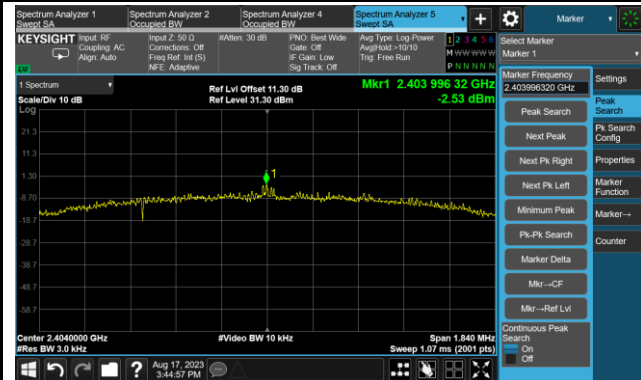 Spectrum Analyzer 1
Swept SA
Spectrum Analyzer 2
Occupied BW
Spectrum Analyzer 4
Occupied BW
Spectrum Analyzer 5
Swept SA
+
Marker
KEYSIGHT
Input: RF
Coupling: AC
Align: Auto
Input Z: 50 Ω
Corrections: Off
Freq Ref: Int (S)
NFE: Adaptive
#Atten: 30 dB
PNO: Best Wide
Gate: Off
IF Gain: Low
Sig Track: Off
Avg Type: Log-Power
Avg|Hold:>10/10
Trig: Free Run
1 2 3 4 5 6
M W W W W W
P N N N N N
Select Marker
Marker 1
1 Spectrum
Scale/Div 10 dB
Log
Ref Lvl Offset 11.30 dB
Ref Level 31.30 dBm
Mkr1 2.403 996 32 GHz
-2.53 dBm
21.3
11.3
1.30
-8.70
-18.7
-28.7
-38.7
-48.7
-58.7
1
Center 2.4040000 GHz
#Res BW 3.0 kHz
#Video BW 10 kHz
Span 1.840 MHz
Sweep 1.07 ms (2001 pts)
Marker Frequency
2.403996320 GHz
Peak Search
Next Peak
Next Pk Right
Next Pk Left
Minimum Peak
Pk-Pk Search
Marker Delta
Mkr→CF
Mkr→Ref Lvl
Continuous Peak
Search
On
Off
Settings
Peak
Search
Pk Search
Config
Properties
Marker
Function
Marker→
Counter
?
Aug 17, 2023
3:44:57 PM